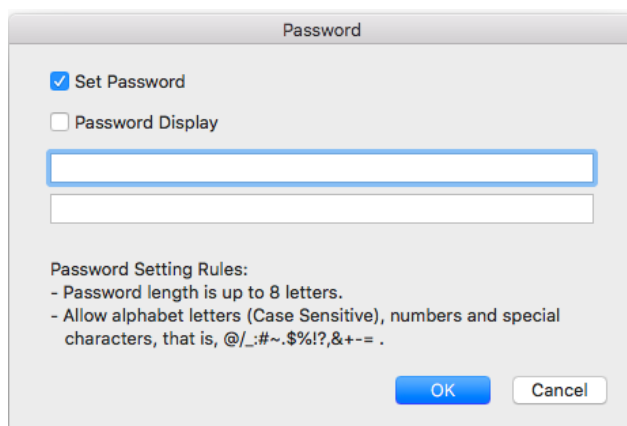 Password
Set Password
Password Display
Password Setting Rules:
- Password length is up to 8 letters.
- Allow alphabet letters (Case Sensitive), numbers and special
characters, that is, @/_:#~.$%!?,&+-= .
OK
Cancel